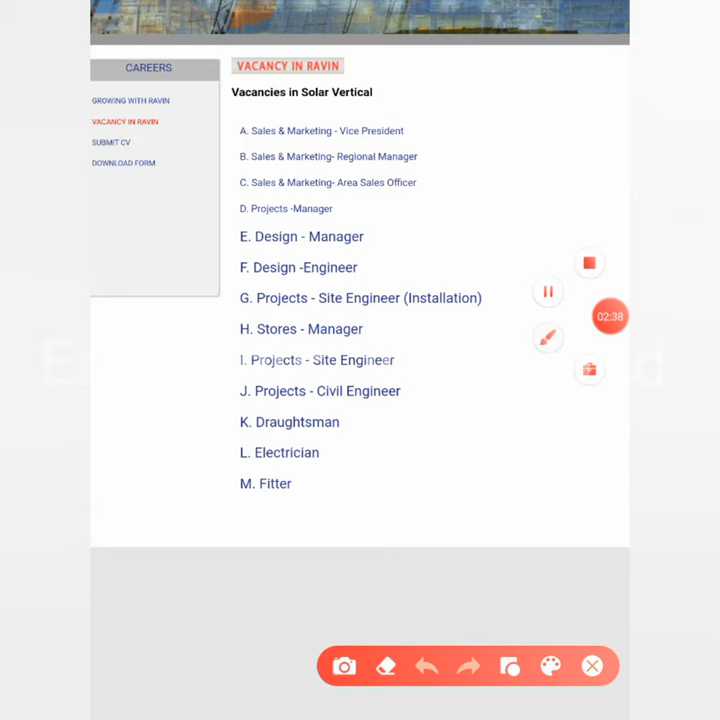 CAREERS
GROWING WITH RAVIN
VACANCY IN RAVIN
SUBMIT CV
DOWNLOAD FORM
VACANCY IN RAVIN
Vacancies in Solar Vertical
A. Sales & Marketing - Vice President
B. Sales & Marketing- Regional Manager
C. Sales & Marketing- Area Sales Officer
D. Projects -Manager
E. Design - Manager
F. Design -Engineer
G. Projects - Site Engineer (Installation)
H. Stores - Manager
I. Projects - Site Engineer
J. Projects - Civil Engineer
K. Draughtsman
L. Electrician
M. Fitter
02:38